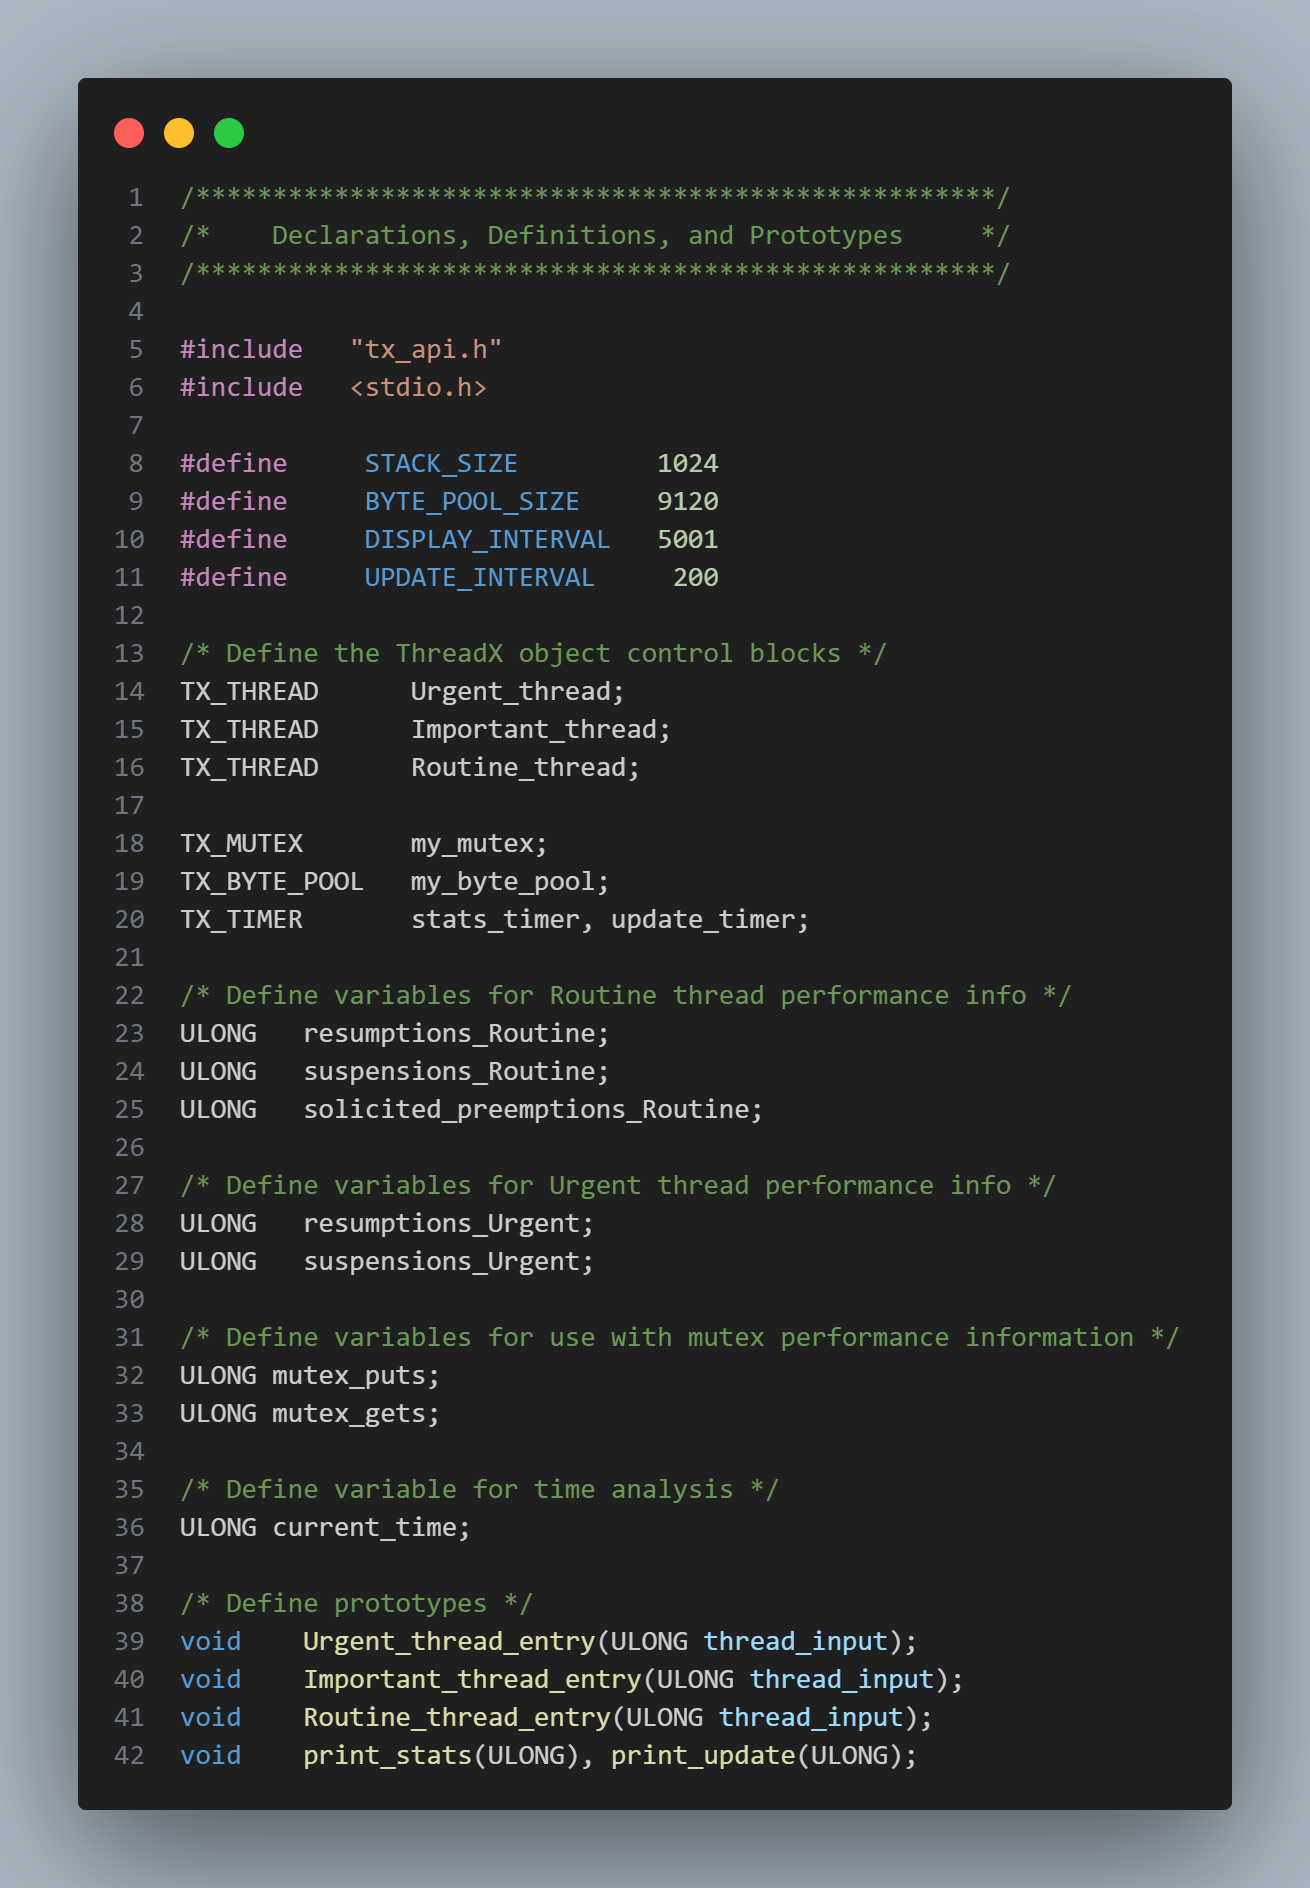 1 /****************************************************/
2 /*    Declarations, Definitions, and Prototypes     */
3 /****************************************************/
4
5 #include   "tx_api.h"
6 #include   <stdio.h>
7
8 #define     STACK_SIZE         1024
9 #define     BYTE_POOL_SIZE     9120
10 #define     DISPLAY_INTERVAL   5001
11 #define     UPDATE_INTERVAL     200
12
13 /* Define the ThreadX object control blocks */
14 TX_THREAD      Urgent_thread;
15 TX_THREAD      Important_thread;
16 TX_THREAD      Routine_thread;
17
18 TX_MUTEX       my_mutex;
19 TX_BYTE_POOL   my_byte_pool;
20 TX_TIMER       stats_timer, update_timer;
21
22 /* Define variables for Routine thread performance info */
23 ULONG   resumptions_Routine;
24 ULONG   suspensions_Routine;
25 ULONG   solicited_preemptions_Routine;
26
27 /* Define variables for Urgent thread performance info */
28 ULONG   resumptions_Urgent;
29 ULONG   suspensions_Urgent;
30
31 /* Define variables for use with mutex performance information */
32 ULONG mutex_puts;
33 ULONG mutex_gets;
34
35 /* Define variable for time analysis */
36 ULONG current_time;
37
38 /* Define prototypes */
39 void    Urgent_thread_entry(ULONG thread_input);
40 void    Important_thread_entry(ULONG thread_input);
41 void    Routine_thread_entry(ULONG thread_input);
42 void    print_stats(ULONG), print_update(ULONG);